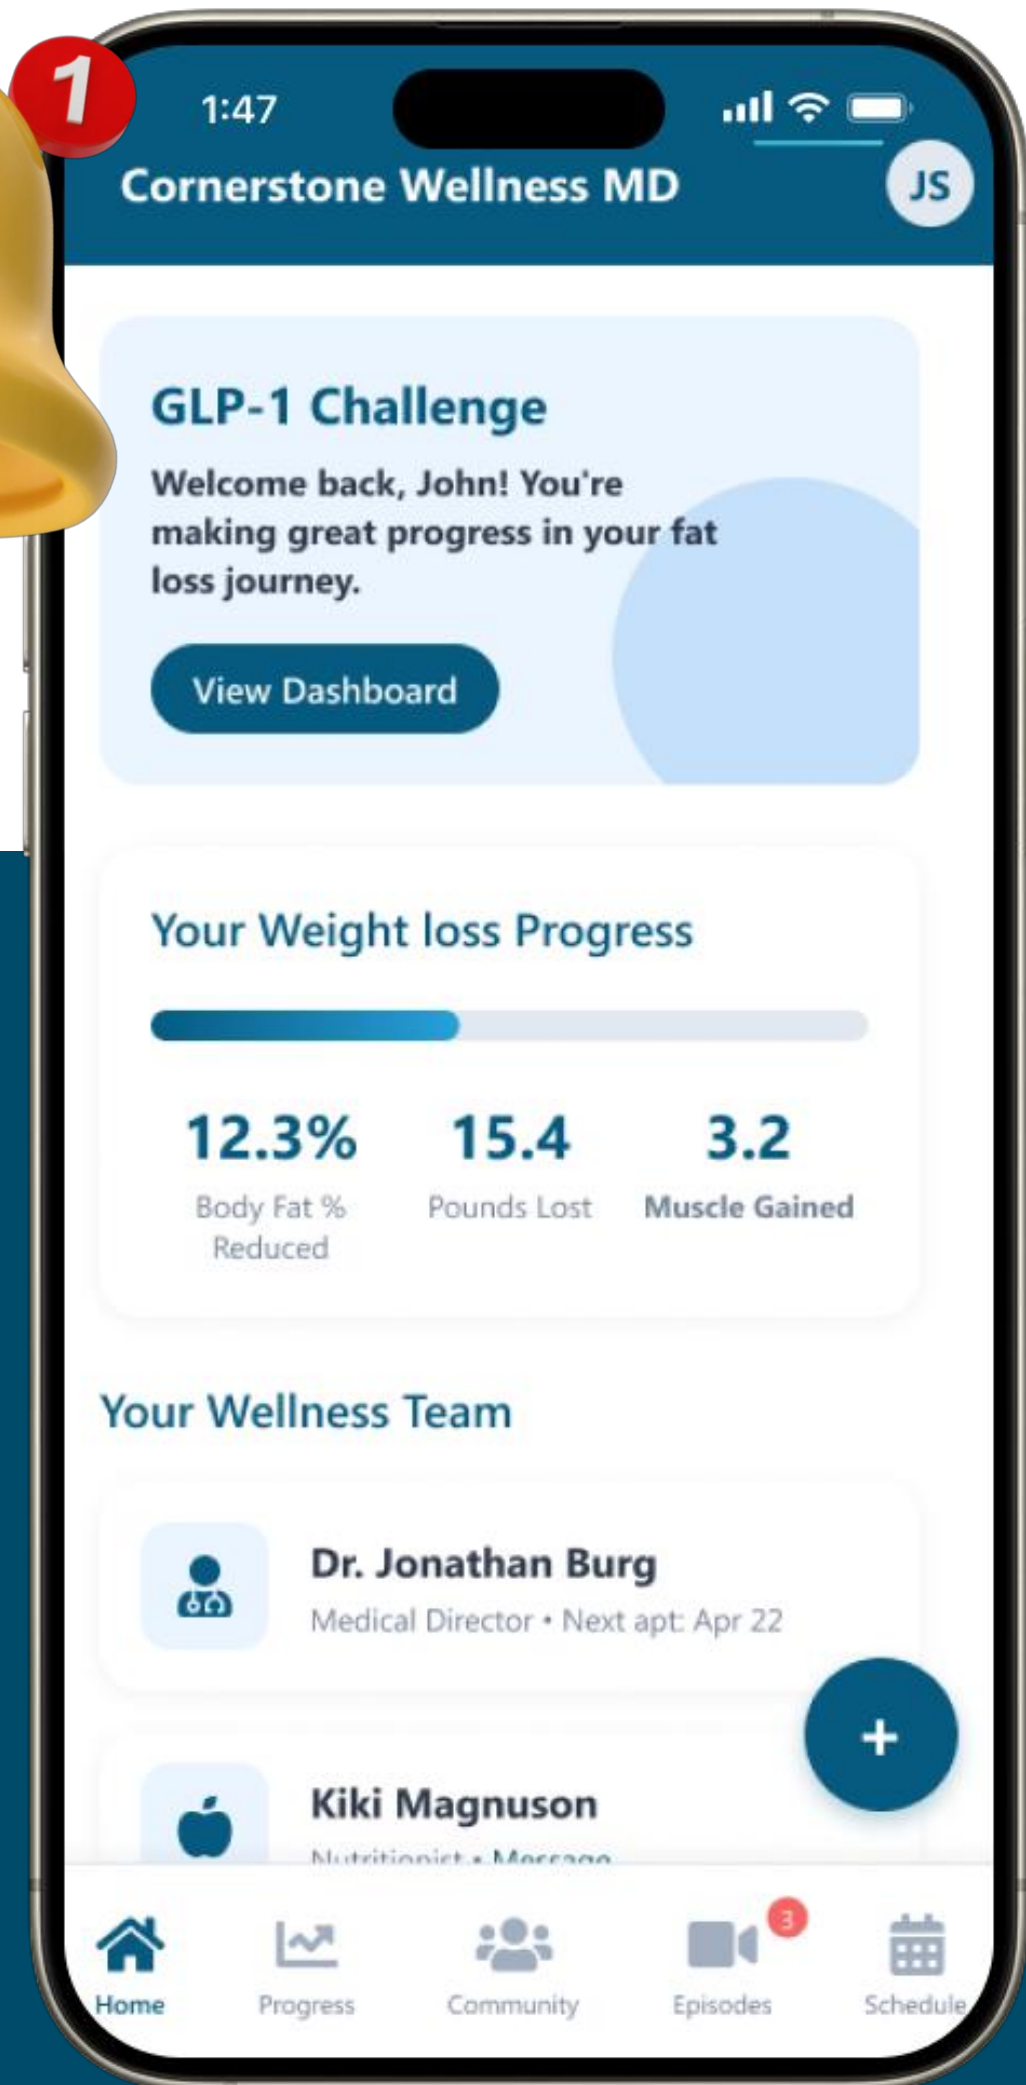 1
1:47
Cornerstone Wellness MD
JS
GLP-1 Challenge
Welcome back, John! You're
making great progress in your fat
loss journey.
View Dashboard
Your Weight loss Progress
12.3%
15.4
3.2
Body Fat %
Reduced
Pounds Lost
Muscle Gained
Your Wellness Team
Dr. Jonathan Burg
Medical Director • Next apt: Apr 22
+
Kiki Magnuson
Nutritionist • Message
3
Home
Progress
Community
Episodes
Schedule